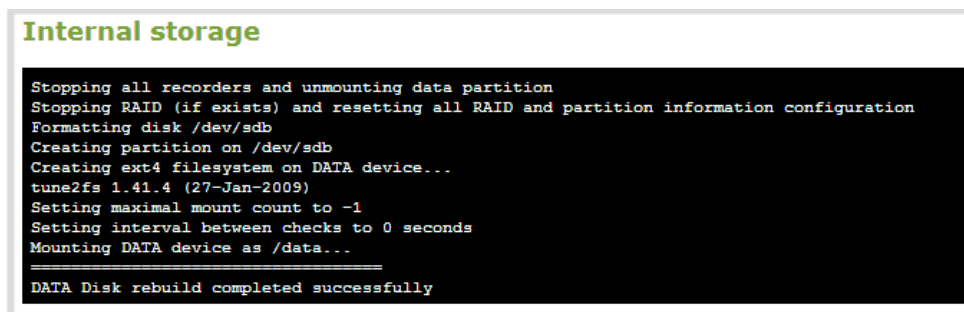 Internal storage
Stopping all recorders and unmounting data partition
Stopping RAID (if exists) and resetting all RAID and partition information configuration
Formatting disk /dev/sdb
Creating partition on /dev/sdb
Creating ext4 filesystem on DATA device...
tune2fs 1.41.4 (27-Jan-2009)
Setting maximal mount count to -1
Setting interval between checks to 0 seconds
Mounting DATA device as /data...
===================================
DATA Disk rebuild completed successfully